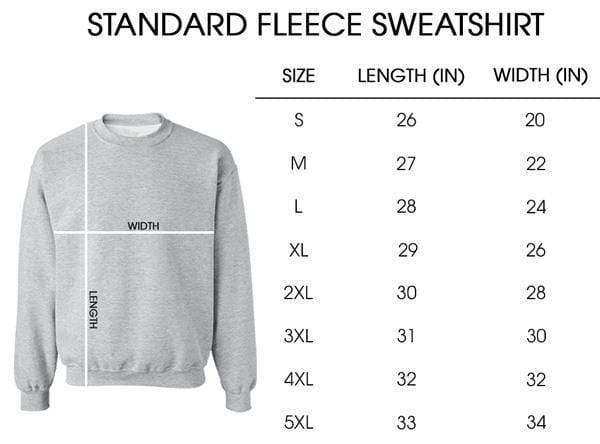 STANDARD FLEECE SWEATSHIRT
SIZE LENGTH (IN) WIDTH (IN)
S 26 20
M 27 22
L 28 24
XL 29 26
2XL 30 28
3XL 31 30
4XL 32 32
5XL 33 34
WIDTH
LENGTH